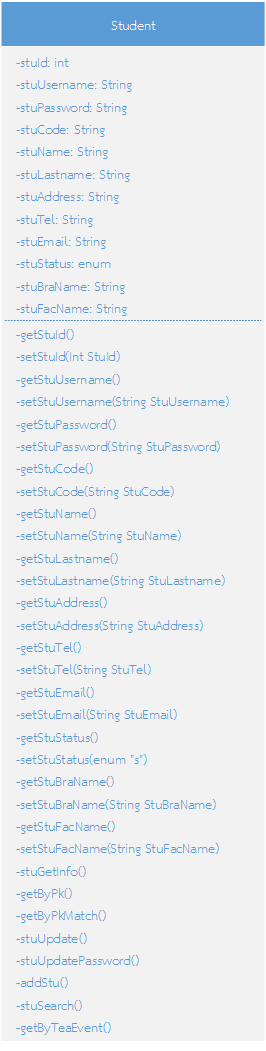 Student
-stuId: int
-stuUsername: String
-stuPassword: String
-stuCode: String
-stuName: String
-stuLastname: String
-stuAddress: String
-stuTel: String
-stuEmail: String
-stuStatus: enum
-stuBraName: String
-stuFacName: String
-getStuId()
-setStuId(Int StuId)
-getStuUsername()
-setStuUsername(String StuUsername)
-getStuPassword()
-setStuPassword(String StuPassword)
-getStuCode()
-setStuCode(String StuCode)
-getStuName()
-setStuName(String StuName)
-getStuLastname()
-setStuLastname(String StuLastname)
-getStuAddress()
-setStuAddress(String StuAddress)
-getStuTel()
-setStuTel(String StuTel)
-getStuEmail()
-setStuEmail(String StuEmail)
-getStuStatus()
-setStuStatus(enum "s")
-getStuBraName()
-setStuBraName(String StuBraName)
-getStuFacName()
-setStuFacName(String StuFacName)
-stuGetInfo()
-getByPk()
-getByPkMatch()
-stuUpdate()
-stuUpdatePassword()
-addStu()
-stuSearch()
-getByTeaEvent()